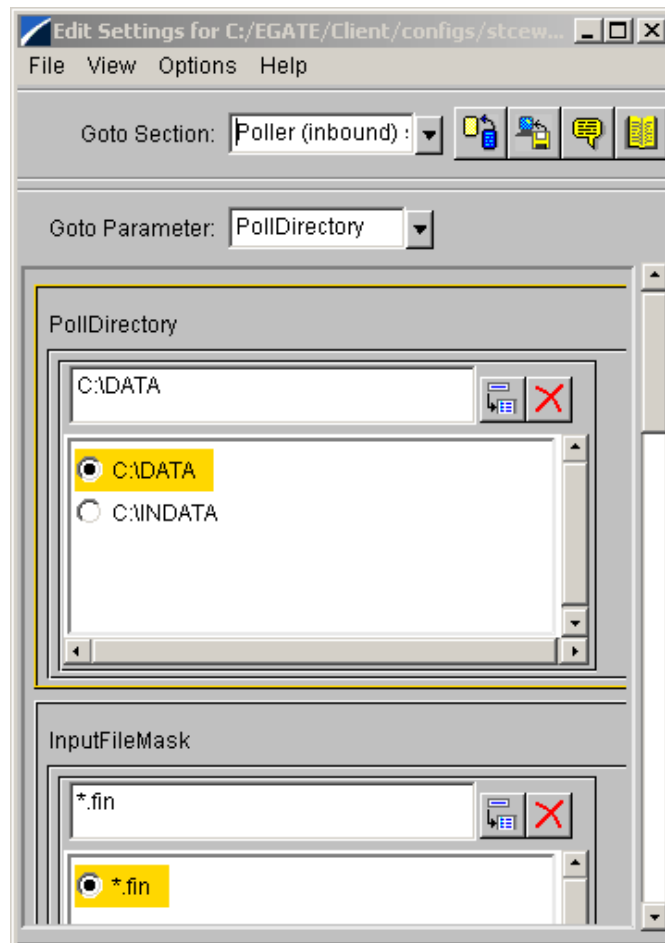 Edit Settings for C:/EGATE/Client/configs/stcew...
File View Options Help
Goto Section: Poller (inbound) :
Goto Parameter: PollDirectory
PollDirectory
C:\DATA
C:\DATA
C:\INDATA
InputFileMask
*.fin
*.fin